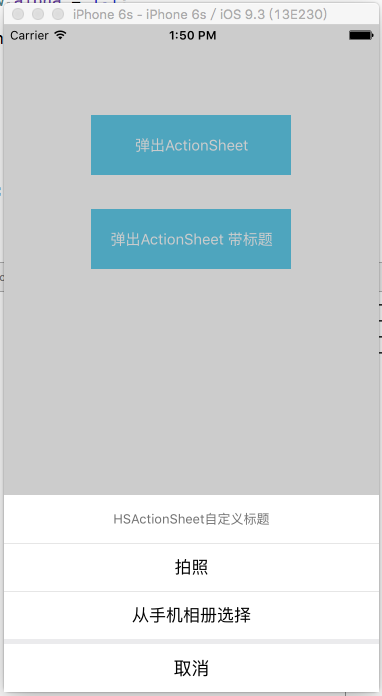 iPhone 6s - iPhone 6s / iOS 9.3 (13E230)
Carrier 1:50 PM
弹出ActionSheet
弹出ActionSheet 带标题
HSActionSheet自定义标题
拍照
从手机相册选择
取消